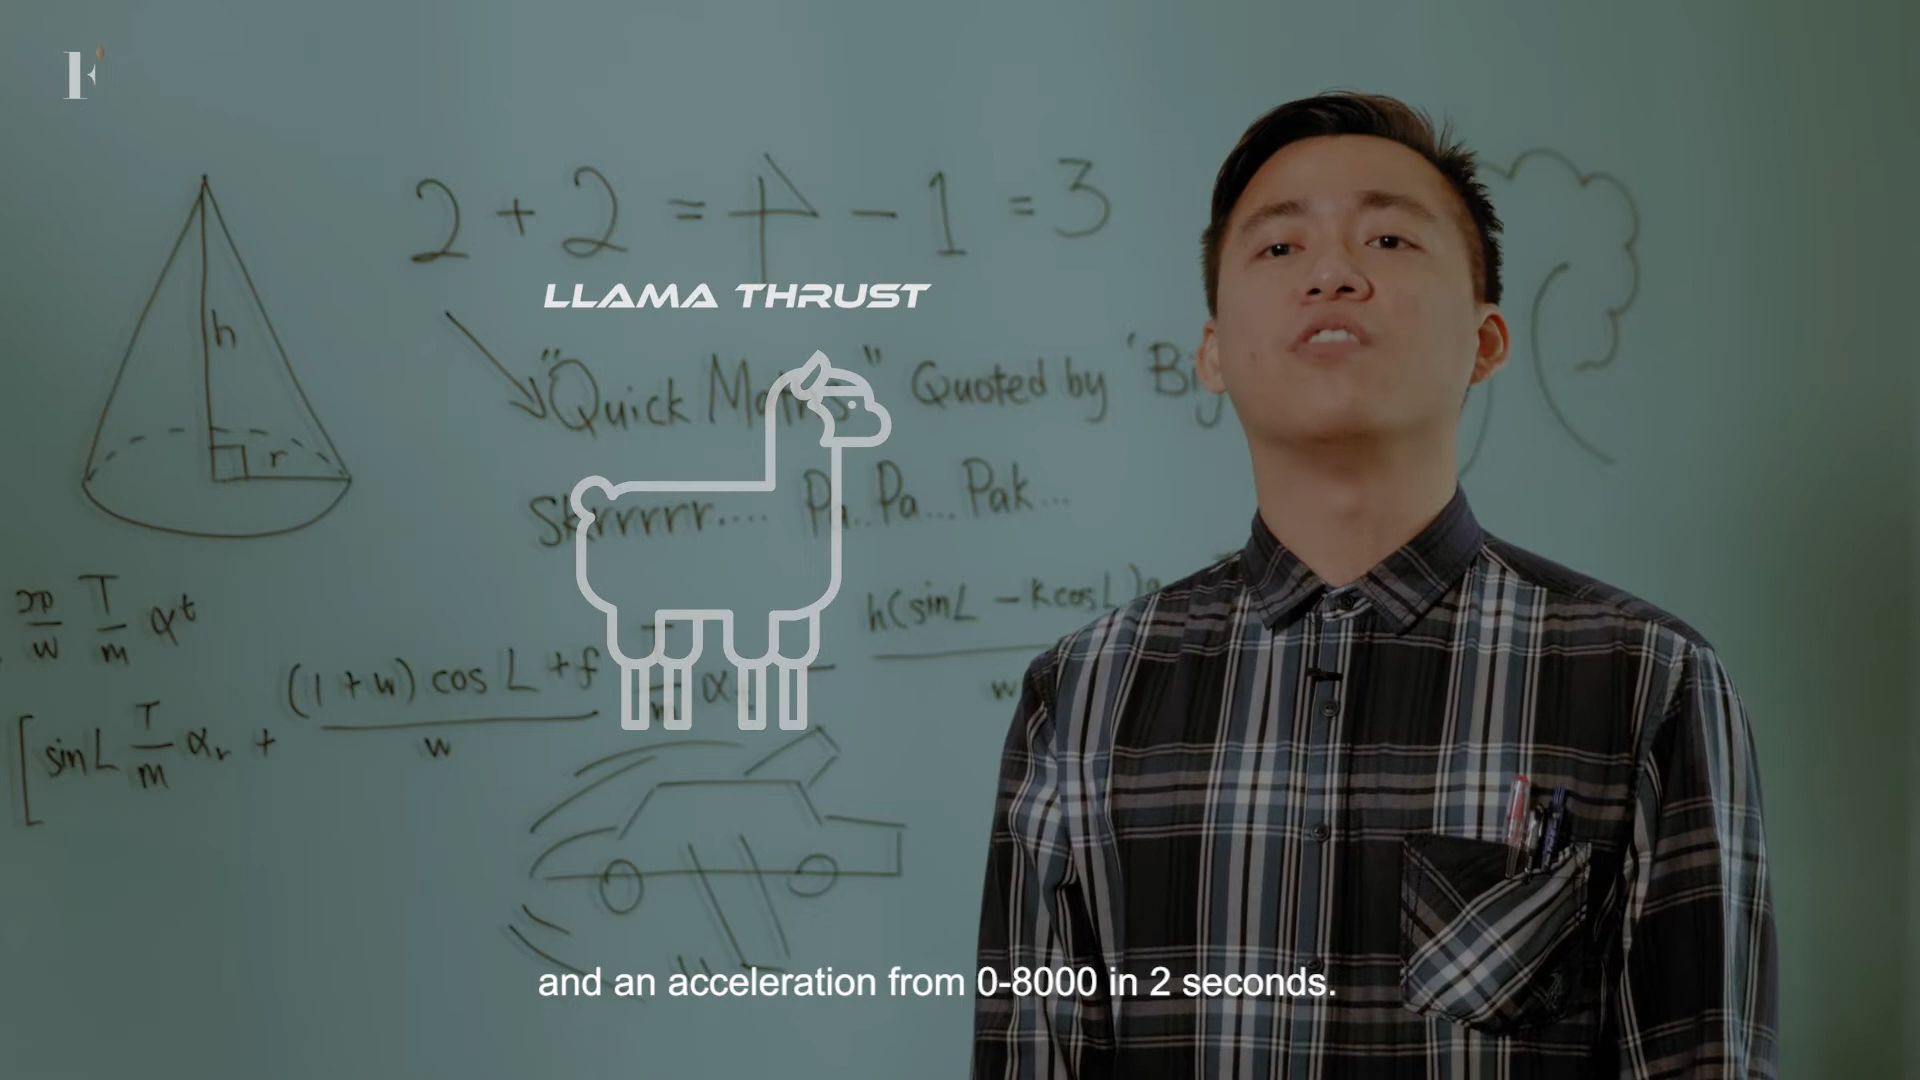 F
2 + 2 = 4 - 1 = 3
LLAMA THRUST
h
"Quick Maths" Quoted by 'Big
r
Skrrrrr.... Pa..Pa... Pak...
T
w m αt
h(sinL - kcosL)
w
(1 + w) cos L + f
w
T
m α
[sinL T
m αr +
and an acceleration from 0-8000 in 2 seconds.